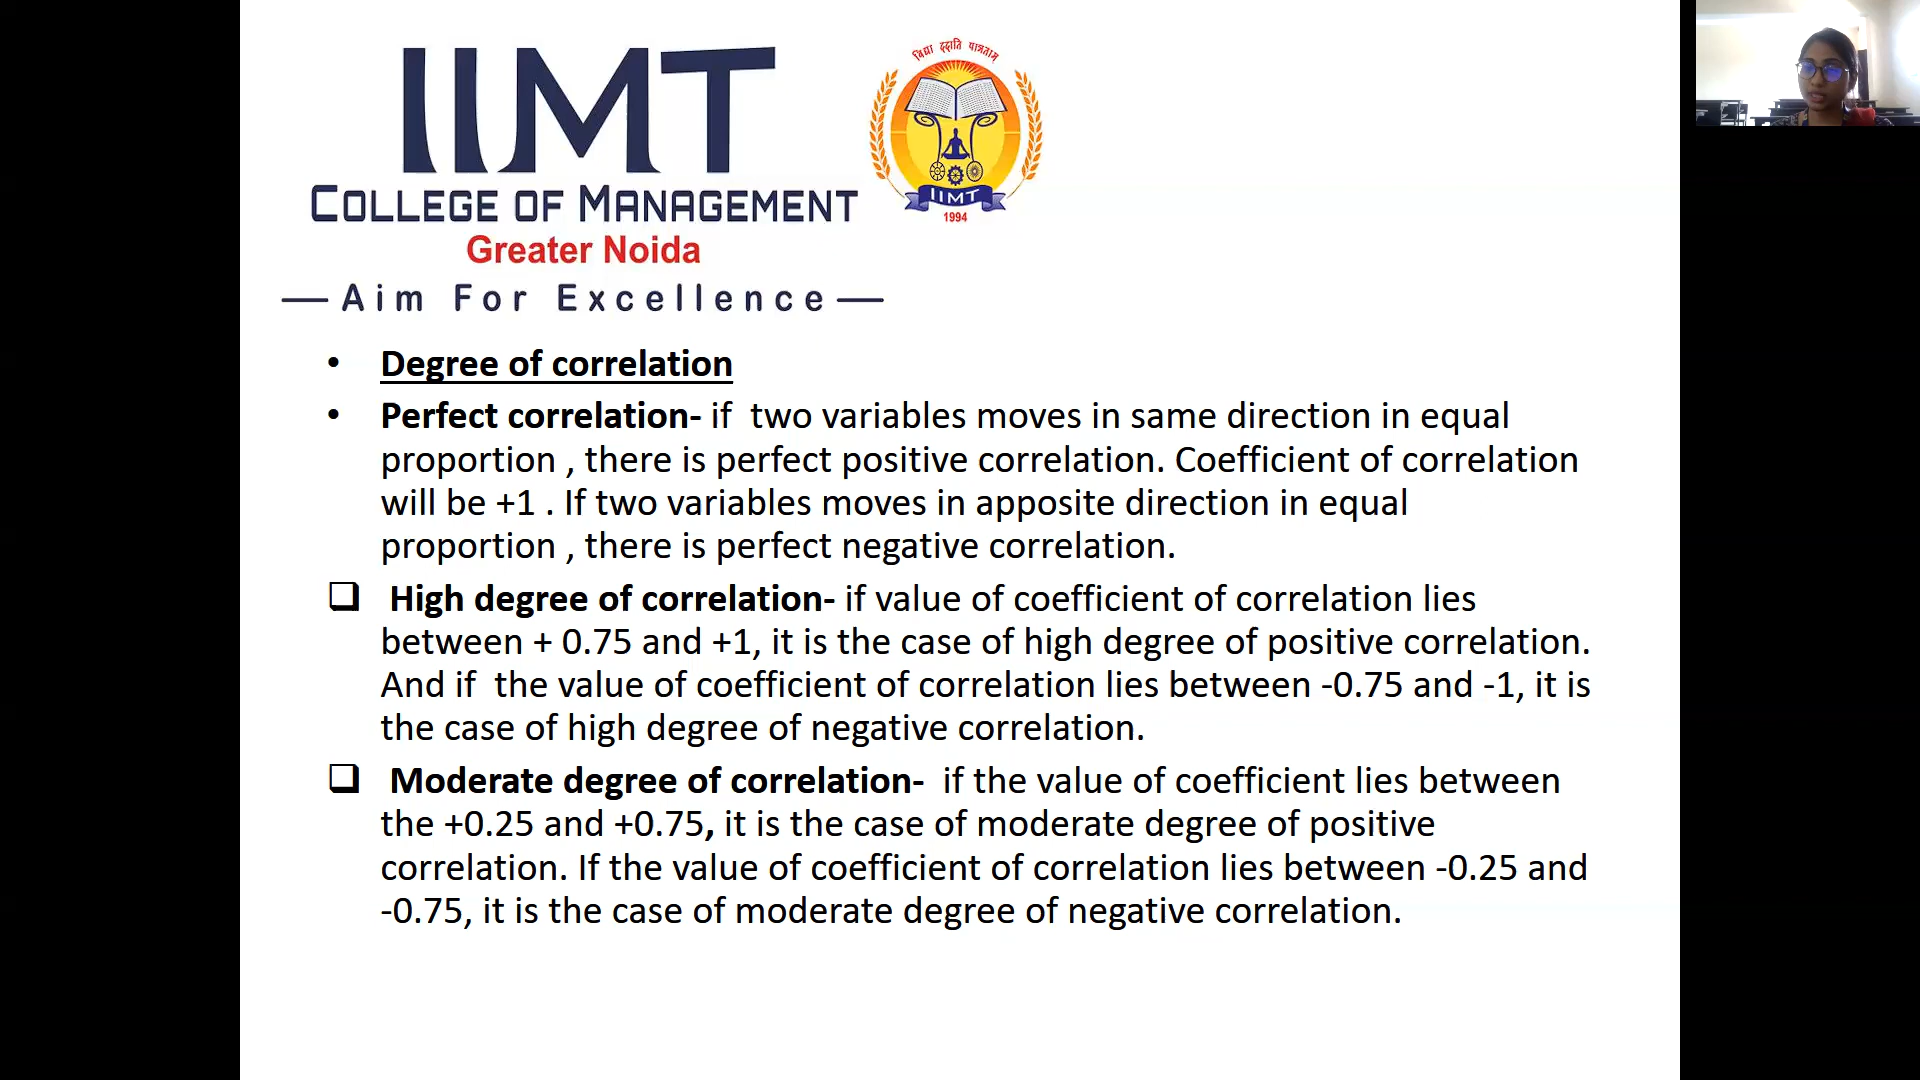 IIMT
COLLEGE OF MANAGEMENT
Greater Noida
Aim For Excellence
विद्या ददाति पात्रताम्
IIMT
1994
• Degree of correlation
• Perfect correlation- if two variables moves in same direction in equal
proportion , there is perfect positive correlation. Coefficient of correlation
will be +1 . If two variables moves in apposite direction in equal
proportion , there is perfect negative correlation.
❑ High degree of correlation- if value of coefficient of correlation lies
between + 0.75 and +1, it is the case of high degree of positive correlation.
And if the value of coefficient of correlation lies between -0.75 and -1, it is
the case of high degree of negative correlation.
❑ Moderate degree of correlation- if the value of coefficient lies between
the +0.25 and +0.75, it is the case of moderate degree of positive
correlation. If the value of coefficient of correlation lies between -0.25 and
-0.75, it is the case of moderate degree of negative correlation.